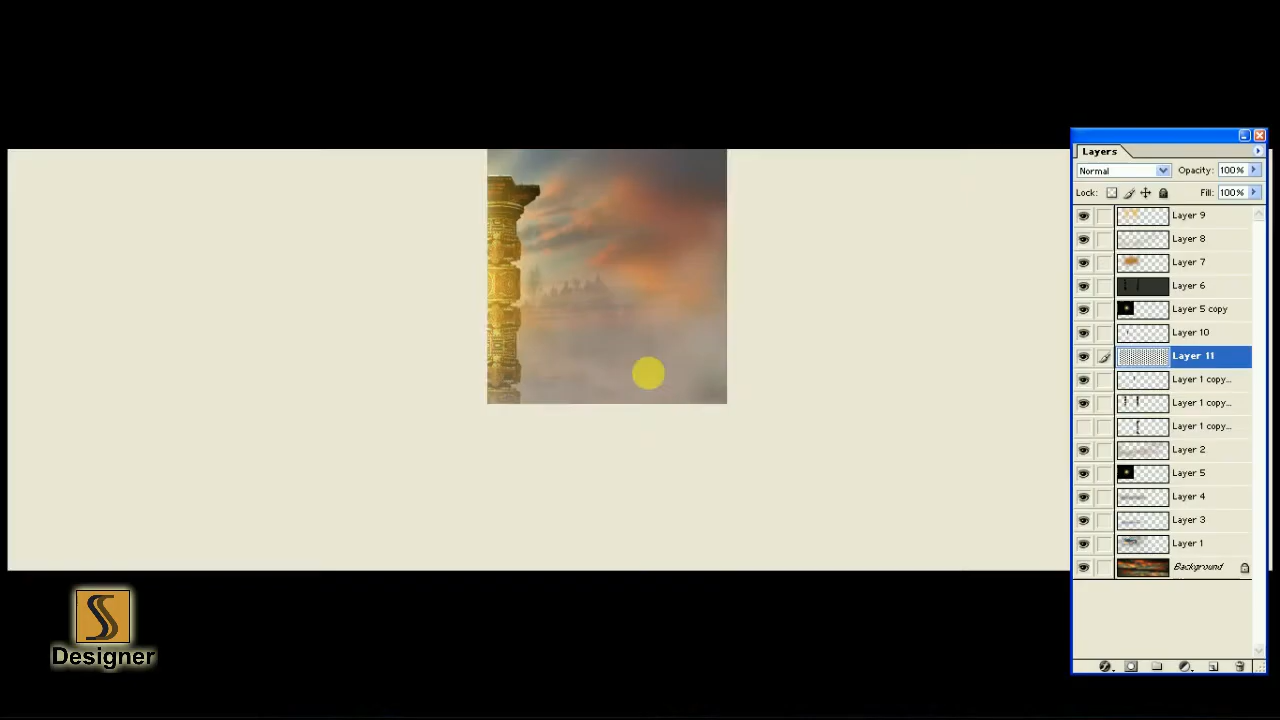 Layers
Normal Opacity: 100%
Lock: Fill: 100%
Layer 9
Layer 8
Layer 7
Layer 6
Layer 5 copy
Layer 10
Layer 11
Layer 1 copy...
Layer 1 copy...
Layer 1 copy...
Layer 2
Layer 5
Layer 4
Layer 3
Layer 1
Background
Designer